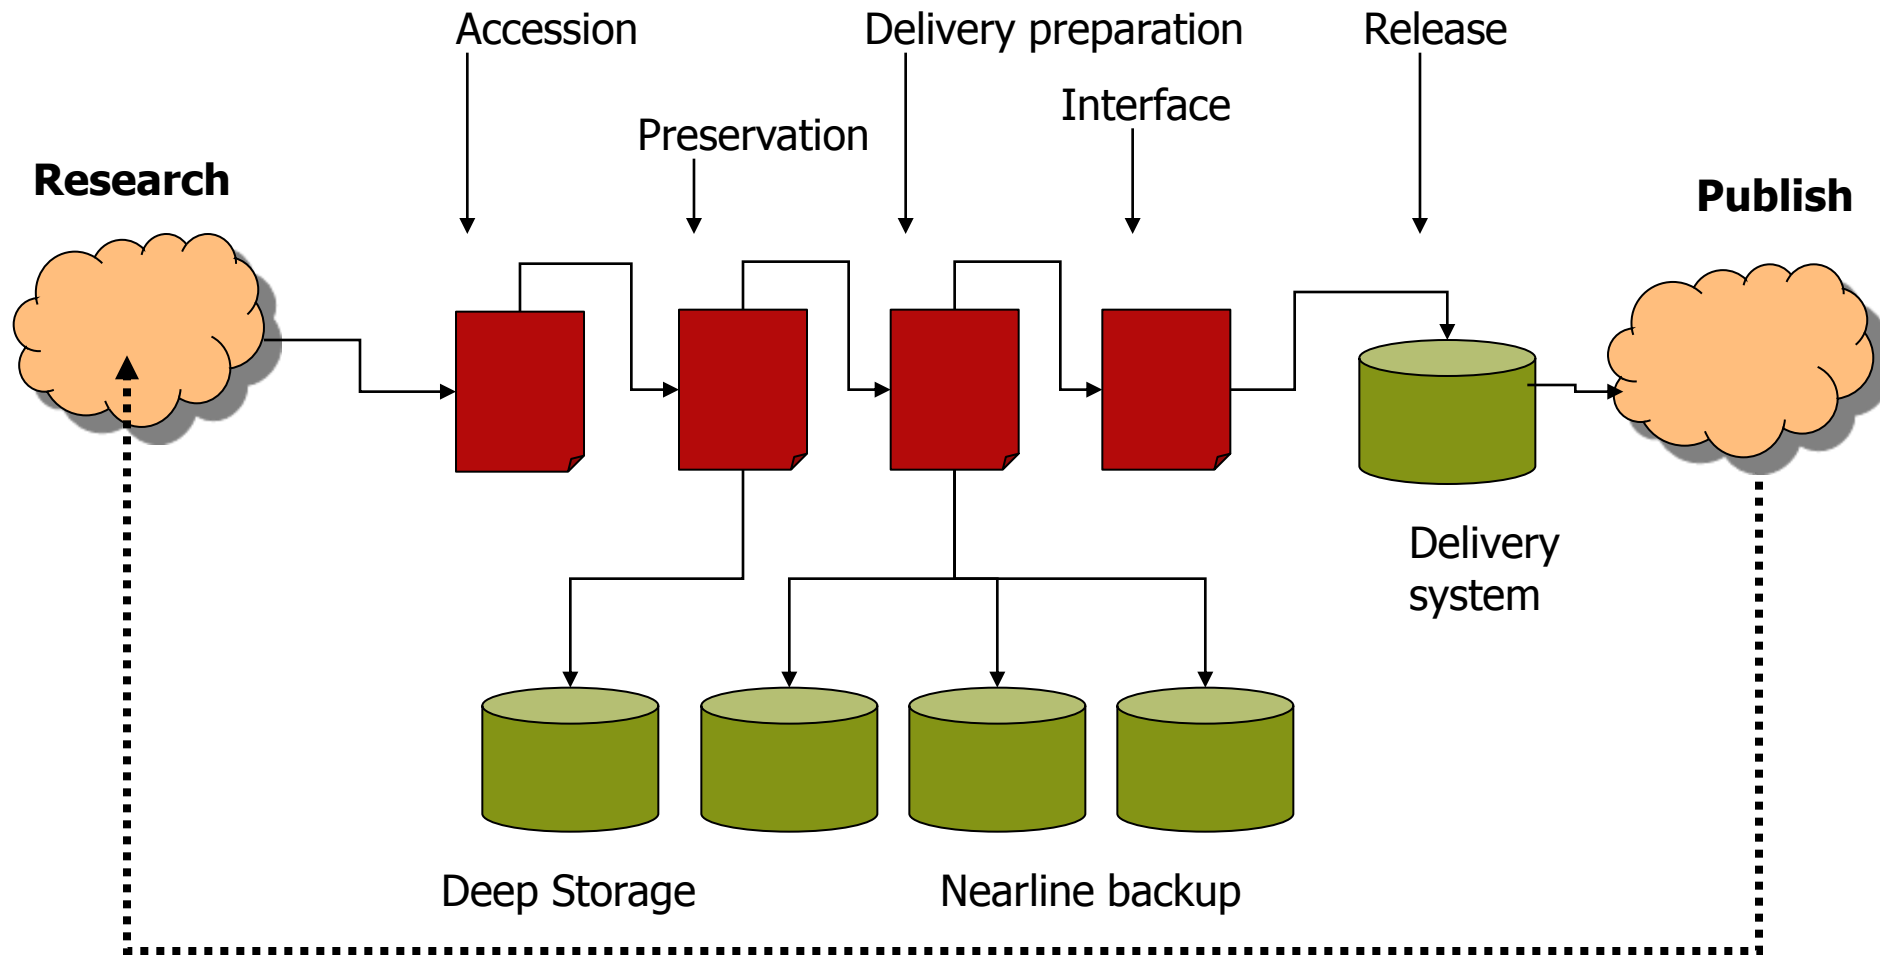 Accession
Delivery preparation
Release
Interface
Preservation
Research
Publish
Delivery
system
Deep Storage
Nearline backup